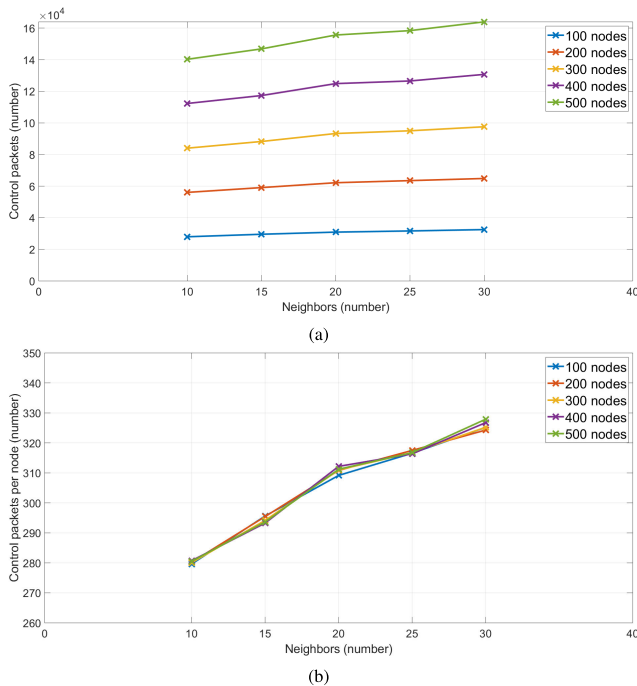 ×10⁴
16
14
12
10
8
6
4
2
0
Control packets (number)
100 nodes
200 nodes
300 nodes
400 nodes
500 nodes
0 10 15 20 25 30 40
Neighbors (number)
(a)
350
340
330
320
310
300
290
280
270
260
Control packets per node (number)
100 nodes
200 nodes
300 nodes
400 nodes
500 nodes
0 10 15 20 25 30 40
Neighbors (number)
(b)